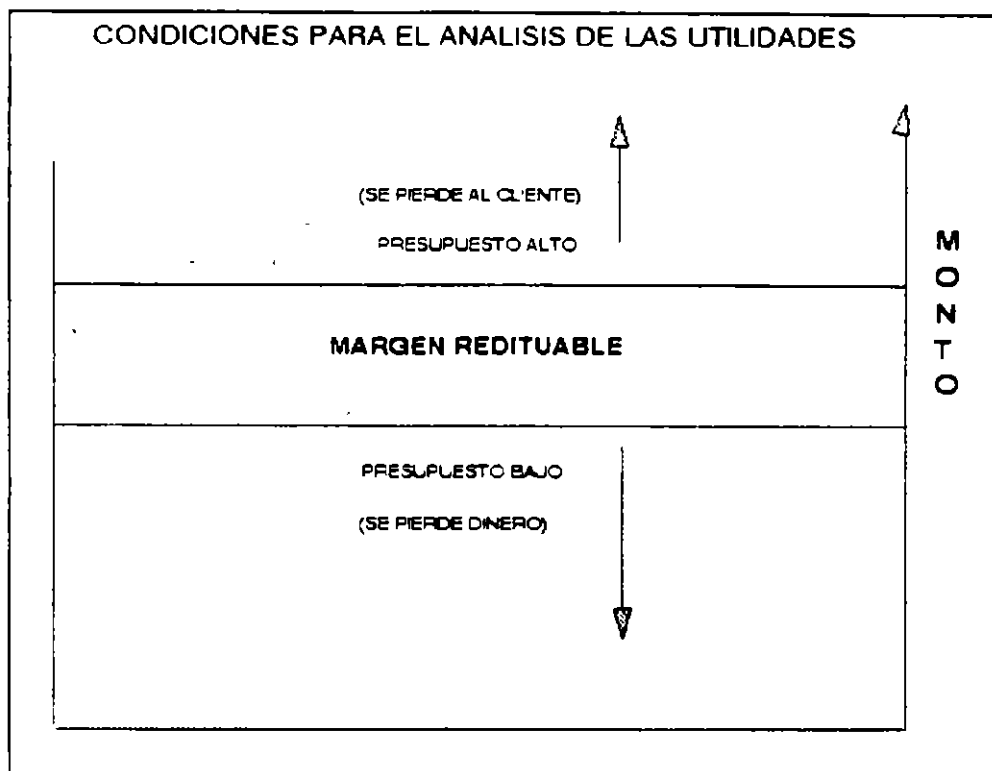 CONDICIONES PARA EL ANALISIS DE LAS UTILIDADES
(SE PIERDE AL CLIENTE)
PRESUPUESTO ALTO
MARGEN REDITUABLE
PRESUPUESTO BAJO
(SE PIERDE DINERO)
MONTO